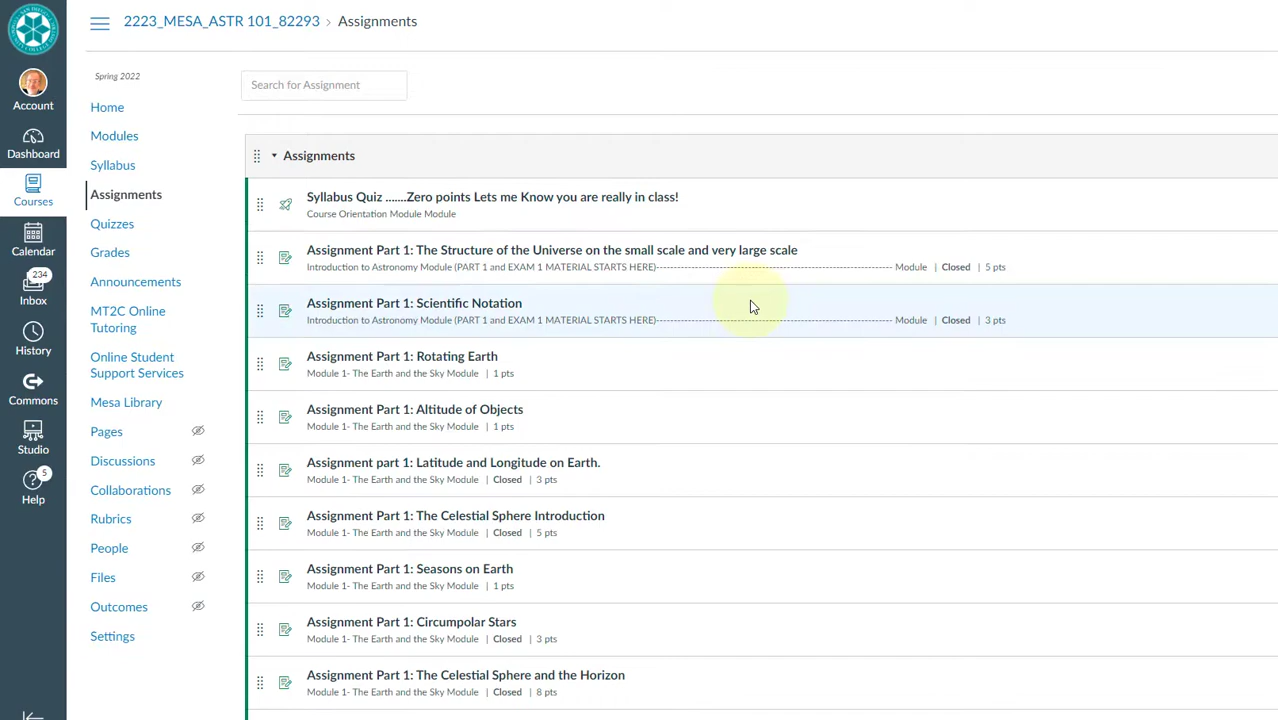 2223_MESA_ASTR 101_82293 › Assignments
Account
Dashboard
Courses
Calendar
234
Inbox
History
Commons
Studio
5
Help
Spring 2022
Home
Modules
Syllabus
Assignments
Quizzes
Grades
Announcements
MT2C Online
Tutoring
Online Student
Support Services
Mesa Library
Pages
Discussions
Collaborations
Rubrics
People
Files
Outcomes
Settings
Search for Assignment
Assignments
Syllabus Quiz .......Zero points Lets me Know you are really in class!
Course Orientation Module Module
Assignment Part 1: The Structure of the Universe on the small scale and very large scale
Introduction to Astronomy Module (PART 1 and EXAM 1 MATERIAL STARTS HERE)------------------------------------------------------------ Module | Closed | 5 pts
Assignment Part 1: Scientific Notation
Introduction to Astronomy Module (PART 1 and EXAM 1 MATERIAL STARTS HERE)------------------------------------------------------------ Module | Closed | 3 pts
Assignment Part 1: Rotating Earth
Module 1- The Earth and the Sky Module | 1 pts
Assignment Part 1: Altitude of Objects
Module 1- The Earth and the Sky Module | 1 pts
Assignment part 1: Latitude and Longitude on Earth.
Module 1- The Earth and the Sky Module | Closed | 3 pts
Assignment Part 1: The Celestial Sphere Introduction
Module 1- The Earth and the Sky Module | Closed | 5 pts
Assignment Part 1: Seasons on Earth
Module 1- The Earth and the Sky Module | 1 pts
Assignment Part 1: Circumpolar Stars
Module 1- The Earth and the Sky Module | Closed | 3 pts
Assignment Part 1: The Celestial Sphere and the Horizon
Module 1- The Earth and the Sky Module | Closed | 8 pts